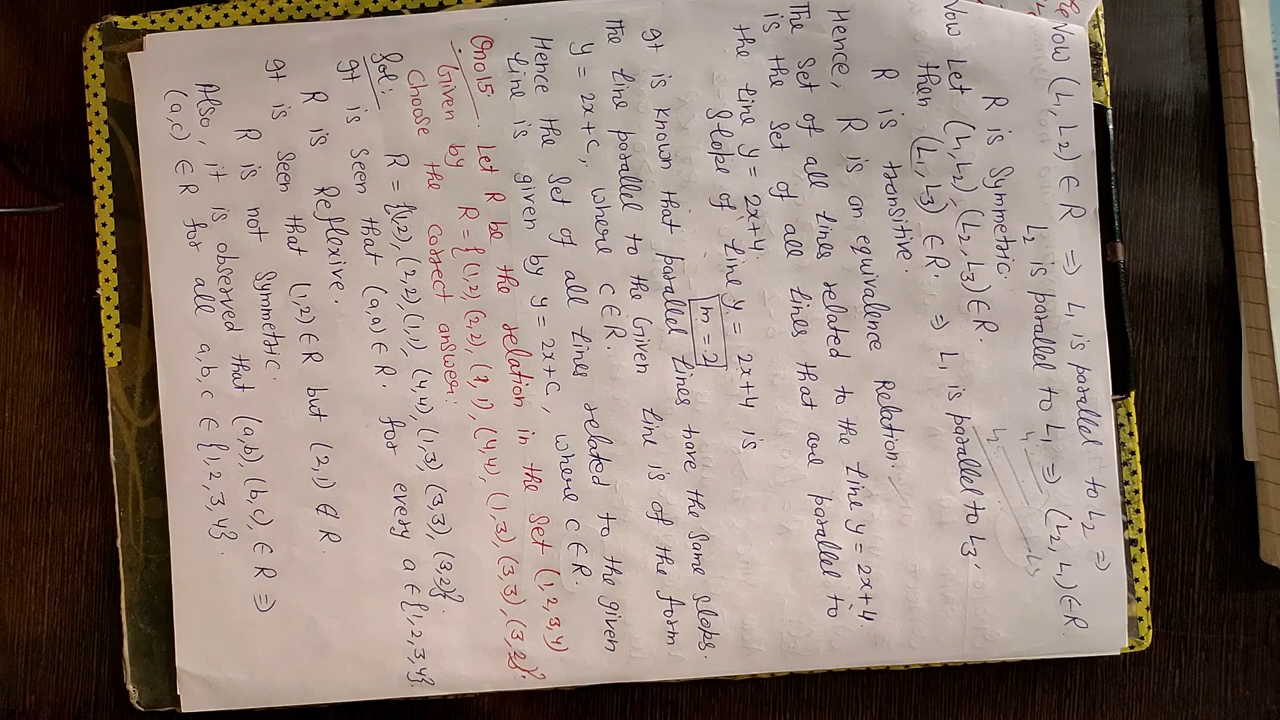 Now (L₁, L₂) ∈ R ⇒ L₁ is parallel to L₂ ⇒
L₂ is parallel to L₁ ⇒ (L₂, L₁) ∈ R
R is Symmetric.
Now Let (L₁, L₂), (L₂, L₃) ∈ R.
Now then (L₁, L₃) ∈ R. ⇒ L₁ is parallel to L₃.
L₃
R is transitive.
Hence, R is an equivalence Relation.
The Set of all lines related to the line y = 2x+4.
is the Set of all lines that are parallel to
the line y = 2x+4.
Slope of line y = 2x+4 is
m = 2
It is known that parallel lines have the same slops.
The line parallel to the Given line is of the form
y = 2x+c, where C ∈ R.
Hence the set of all lines related to the given
line is given by y = 2x+C, where C ∈ R.
Qno15. Let R be the relation in the Set (1,2,3,4)
Given by R = {(1,2), (2,2), (1,1), (4,4), (1,3), (3,3), (3,2)}.
Choose the correct answer:
Sol: R = {1,2), (2,2), (1,1), (4,4), (1,3), (3,3), (3,2)}.
It is seen that (a,a) ∈ R. for every a ∈ {1,2,3,4}.
R is Reflexive.
It is seen that (1,2) ∈ R but (2,1) ∉ R.
R is not Symmetric.
Also, it is observed that (a,b), (b,c) ∈ R ⇒
(a,c) ∈ R for all a,b,c ∈ {1,2,3,4}.